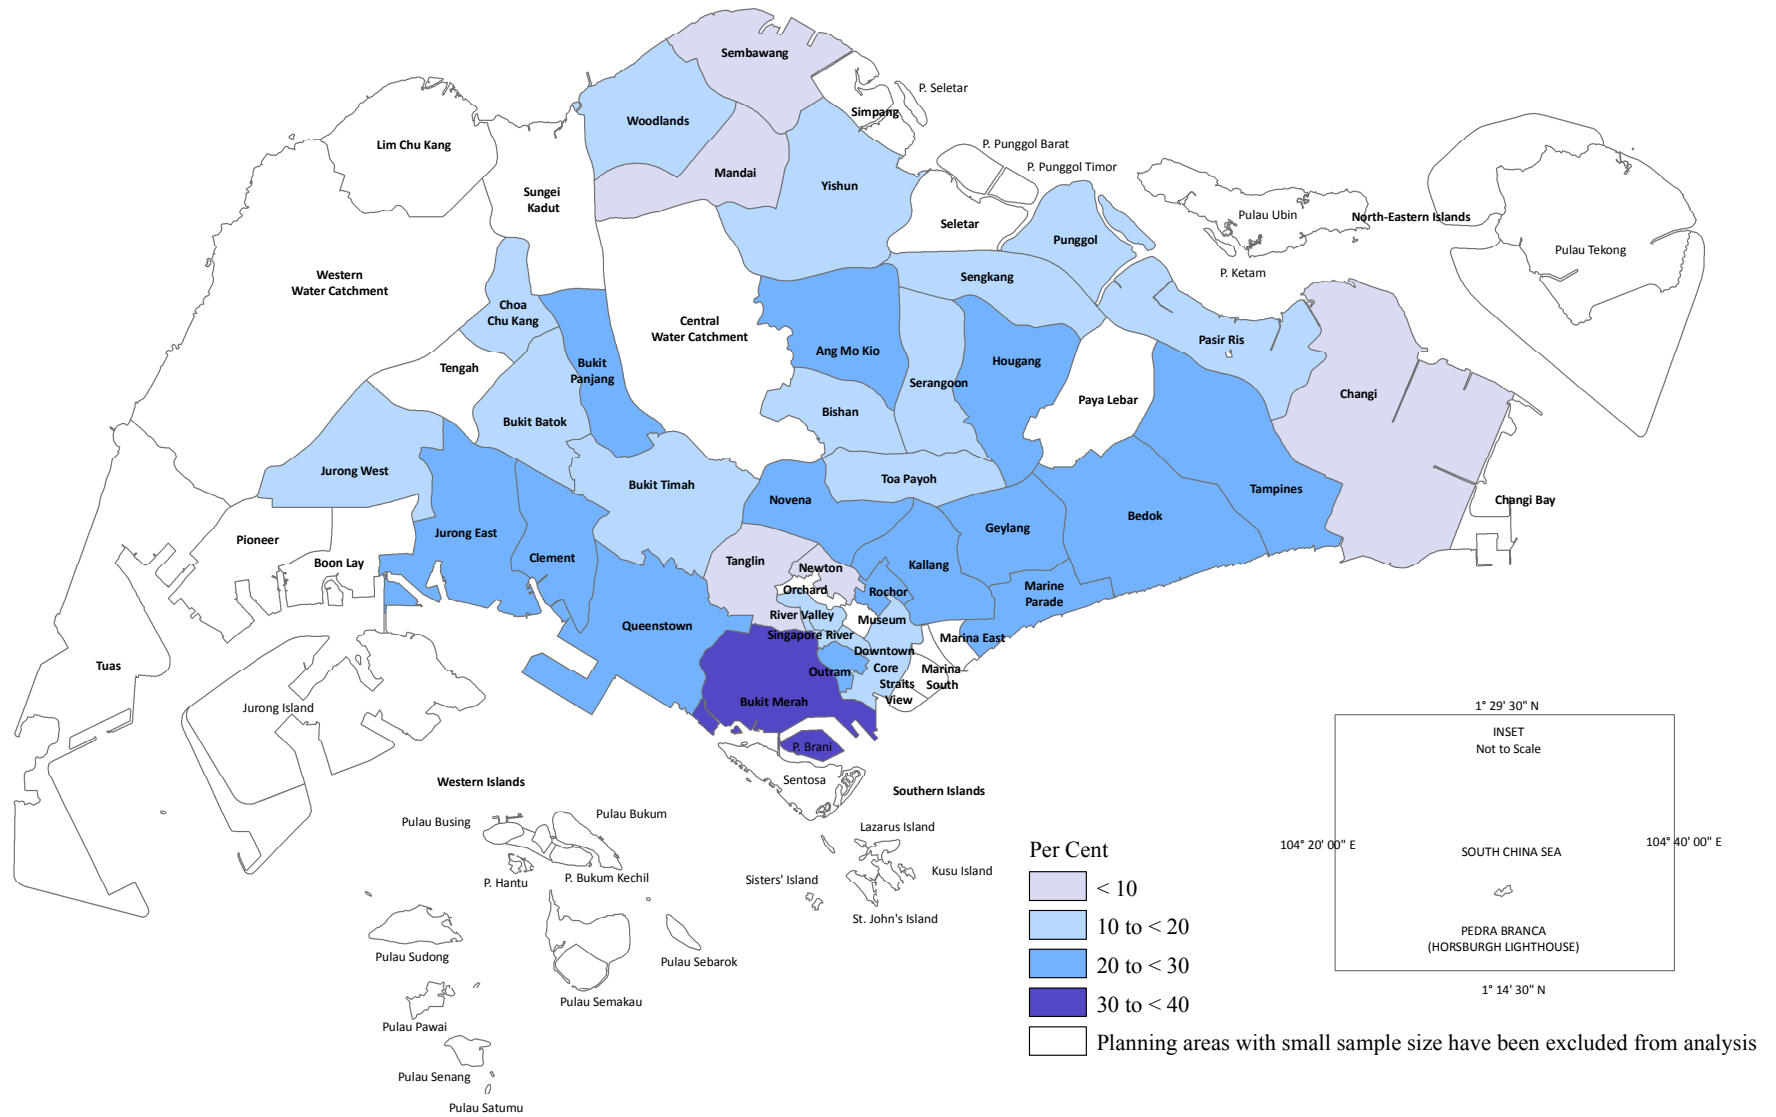 Sembawang
P. Seletar
Simpang
Woodlands
Lim Chu Kang
P. Punggol Barat
P. Punggol Timor
Mandai
Yishun
Sungei
Kadut
Pulau Ubin
North-Eastern Islands
Seletar
Punggol
Pulau Tekong
P. Ketam
Western
Water Catchment
Sengkang
Choa
Chu Kang
Central
Water Catchment
Pasir Ris
Ang Mo Kio
Hougang
Tengah
Bukit
Panjang
Serangoon
Changi
Paya Lebar
Bishan
Bukit Batok
Jurong West
Bukit Timah
Toa Payoh
Tampines
Novena
Changi Bay
Bedok
Geylang
Pioneer
Jurong East
Clement
Boon Lay
Tanglin
Newton
Kallang
Orchard
Rochor
Marine
Parade
River Valley
Museum
Queenstown
Singapore River
Marina East
Downtown
Core
Tuas
Outram
Marina
South
Straits
View
Bukit Merah
Jurong Island
P. Brani
Sentosa
Western Islands
Southern Islands
Pulau Busing
Pulau Bukum
Lazarus Island
P. Hantu
P. Bukum Kechil
Sisters' Island
Kusu Island
St. John's Island
Pulau Sudong
Pulau Sebarok
Pulau Semakau
Pulau Pawai
Pulau Senang
Pulau Satumu
1° 29' 30" N
INSET
Not to Scale
104° 20' 00" E
104° 40' 00" E
SOUTH CHINA SEA
PEDRA BRANCA
(HORSBURGH LIGHTHOUSE)
1° 14' 30" N
Per Cent
< 10
10 to < 20
20 to < 30
30 to < 40
Planning areas with small sample size have been excluded from analysis